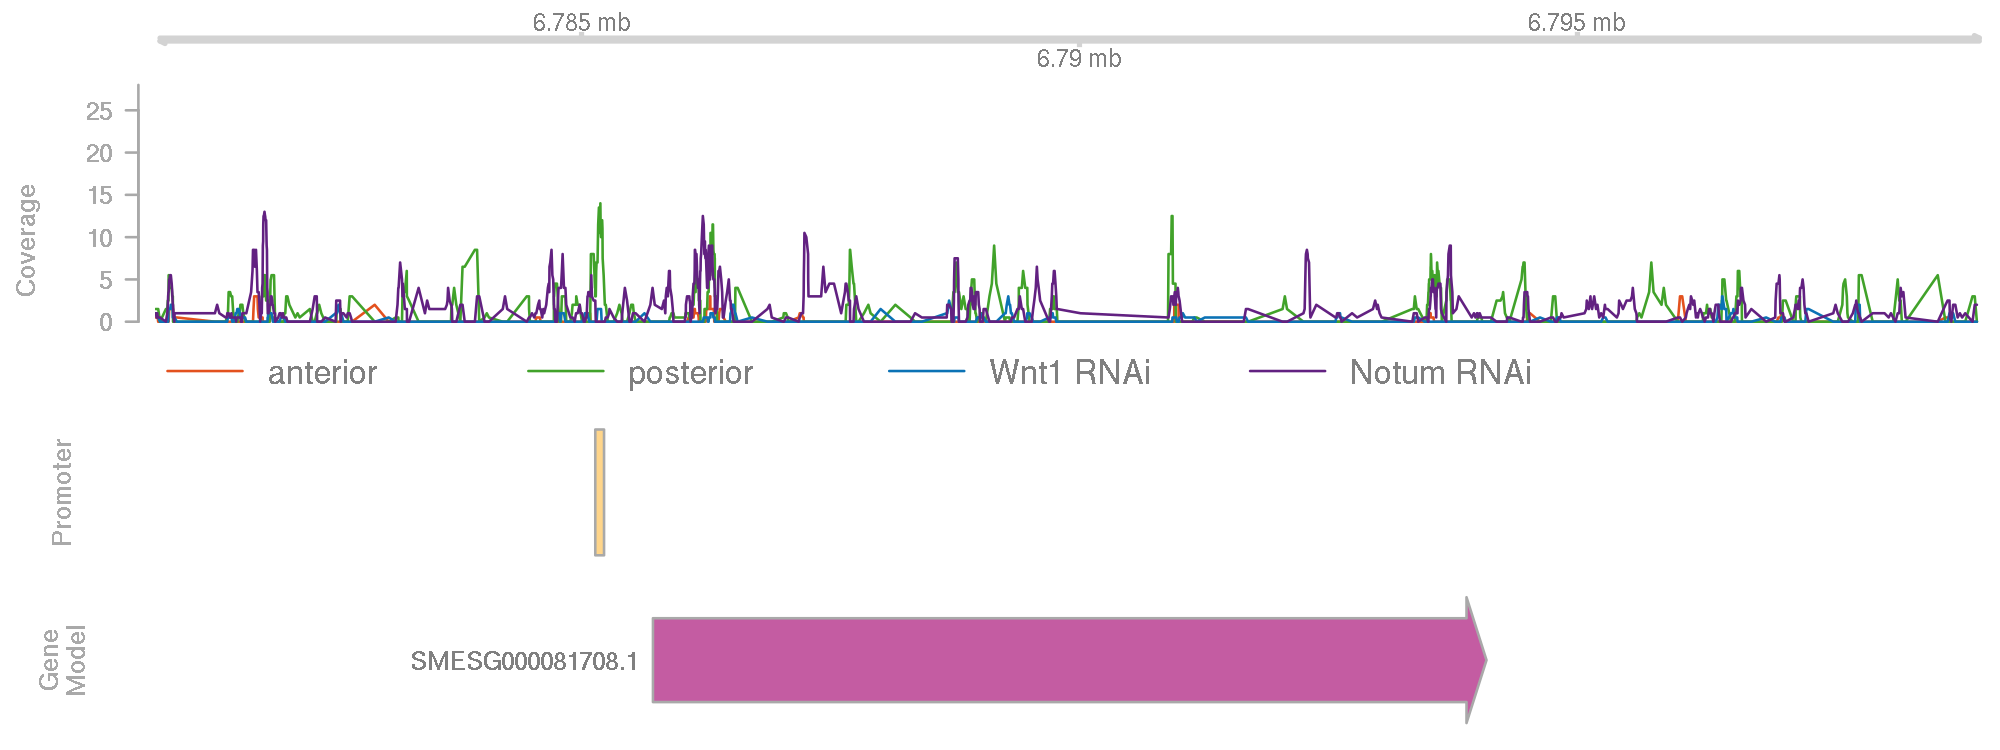 6.785 mb
6.795 mb
6.79 mb
Coverage
25
20
15
10
5
0
anterior
posterior
Wnt1 RNAi
Notum RNAi
Promoter
Gene
Model
SMESG000081708.1